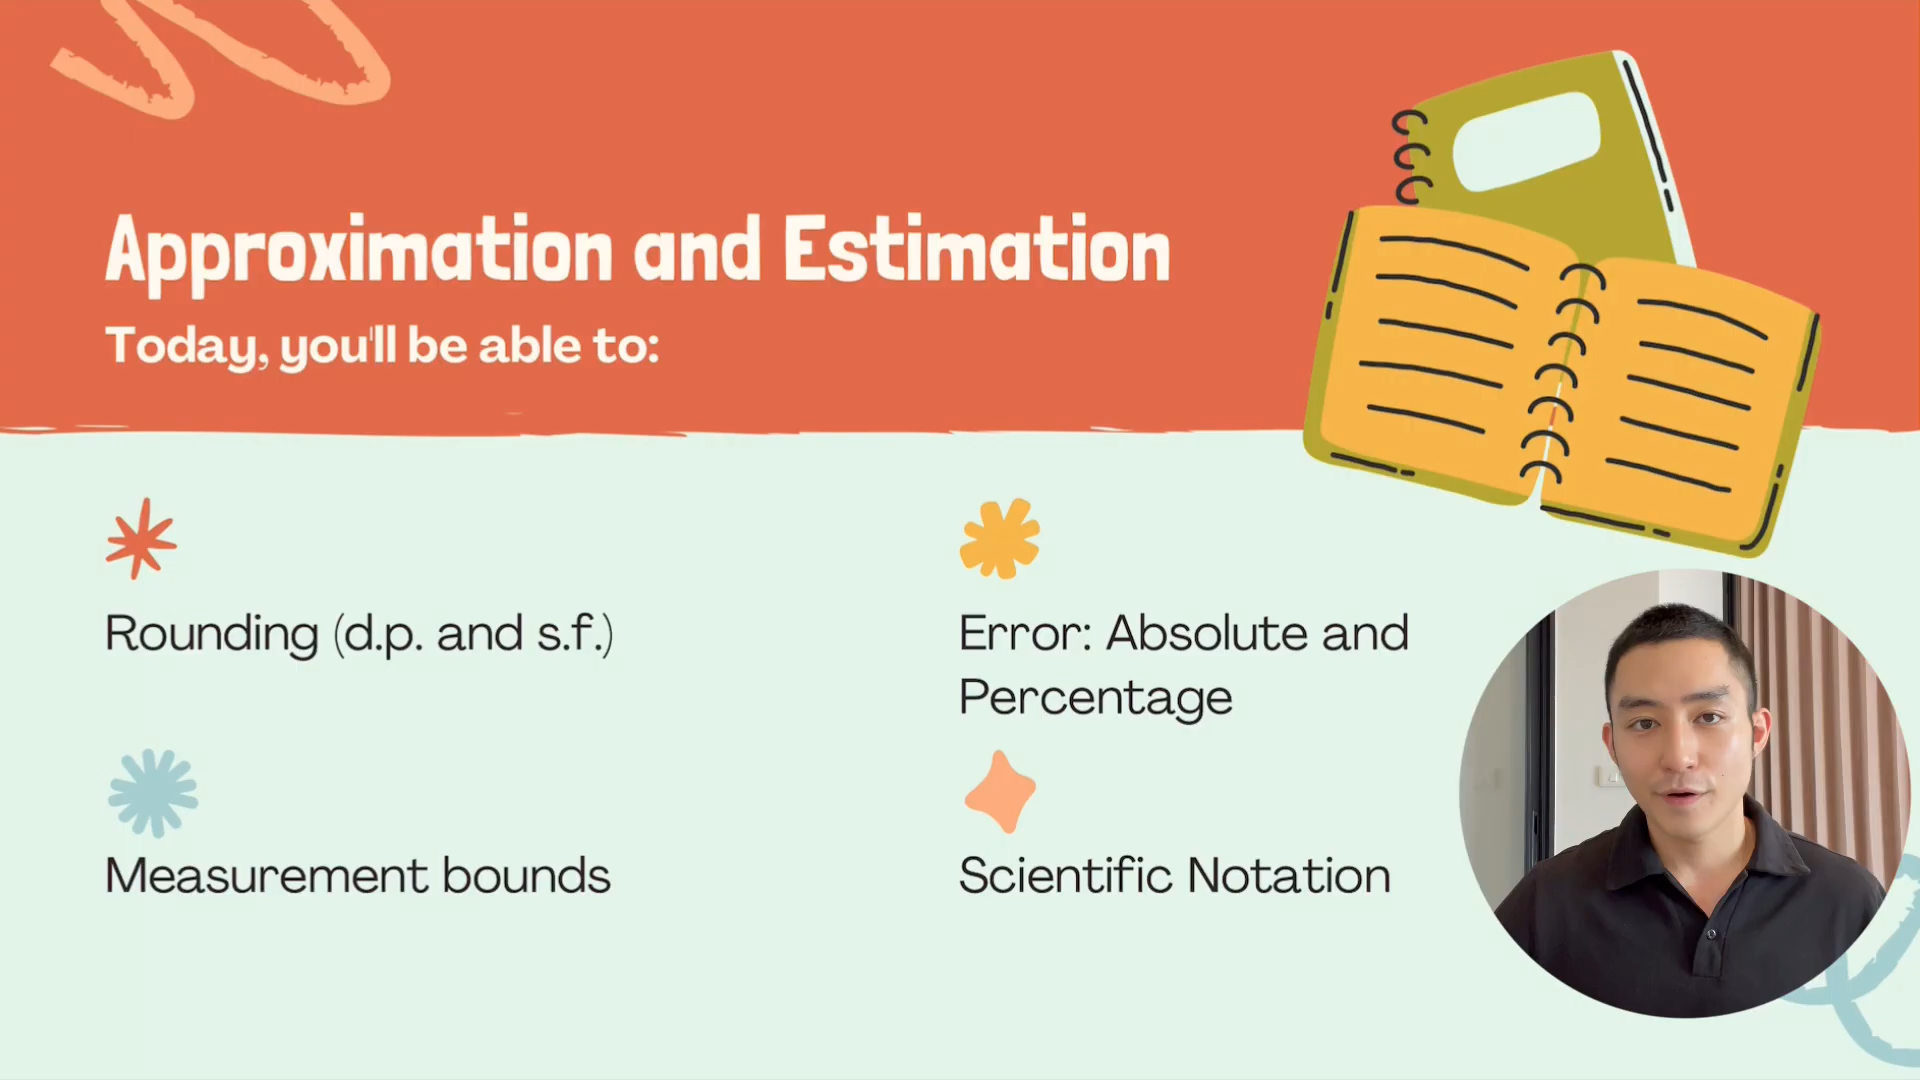 Approximation and Estimation
Today, you'll be able to:
Rounding (d.p. and s.f.)
Error: Absolute and
Percentage
Measurement bounds
Scientific Notation